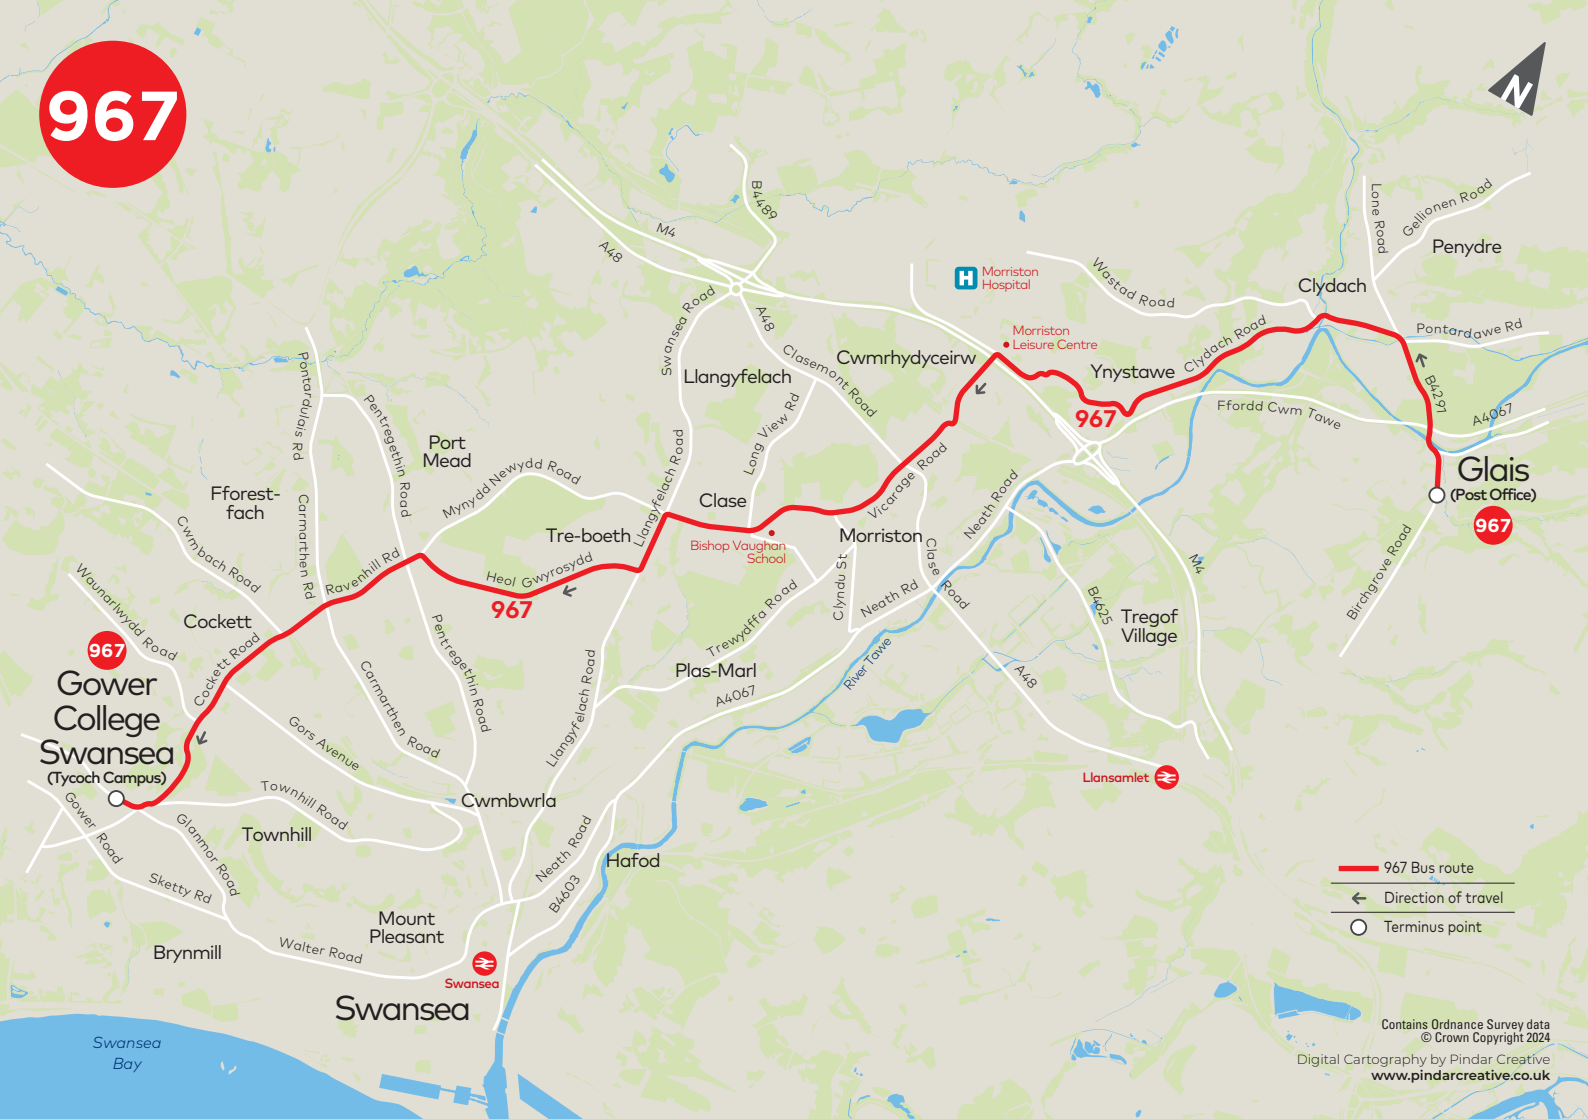 967
N
B4489
M4
A48
Lone Road
Gellionen Road
Penydre
Morriston
Hospital
H
Wastad Road
Clydach
Swansea Road
A48
Morriston
Leisure Centre
Pontardawe Rd
Clydach Road
Cwmrhydyceirw
Clasemont Road
Llangyfelach
Ynystawe
Pontardulais Rd
Pentregethin Road
Long View Rd
967
Ffordd Cwm Tawe
B4291
A4067
Port
Mead
Mynydd Newydd Road
Llangyfelach Road
Vicarage Road
Neath Road
Glais
(Post Office)
967
Fforest-
fach
Clase
Carmarthen Rd
Cwmbach Road
Tre-boeth
Bishop Vaughan
School
Morriston
Clase Road
M4
Ravenhill Rd
Heol Gwyrosydd
967
Clyndu St
Neath Rd
B4625
Birchgrove Road
Waunarlwydd Road
Cockett
Cockett Road
Pentregethin Road
Trewydffa Road
Tregof
Village
967
Gower
College
Swansea
(Tycoch Campus)
Plas-Marl
A4067
River Tawe
A48
Carmarthen Road
Llangyfelach Road
Gors Avenue
Llansamlet
Gower Road
Townhill Road
Cwmbwrla
Townhill
Glanmor Road
Neath Road
Hafod
Sketty Rd
B4603
Mount
Pleasant
Brynmill
Walter Road
Swansea
Swansea
Swansea
Bay
967 Bus route
Direction of travel
Terminus point
Contains Ordnance Survey data
© Crown Copyright 2024
Digital Cartography by Pindar Creative
www.pindarcreative.co.uk